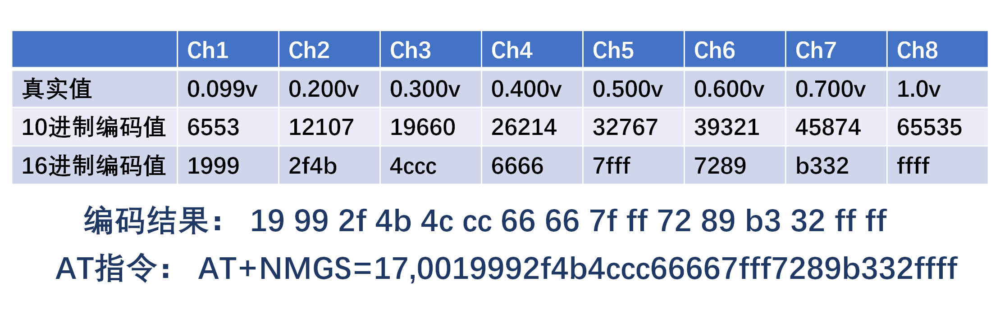 Ch1 Ch2 Ch3 Ch4 Ch5 Ch6 Ch7 Ch8
真实值 0.099v 0.200v 0.300v 0.400v 0.500v 0.600v 0.700v 1.0v
10进制编码值 6553 12107 19660 26214 32767 39321 45874 65535
16进制编码值 1999 2f4b 4ccc 6666 7fff 7289 b332 ffff
编码结果： 19 99 2f 4b 4c cc 66 66 7f ff 72 89 b3 32 ff ff
AT指令： AT+NMGS=17,0019992f4b4ccc66667fff7289b332ffff